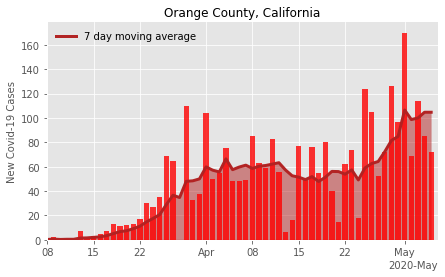 Orange County, California
7 day moving average
New Covid-19 Cases
160
140
120
100
80
60
40
20
0
08 15 22 Apr 08 15 22 May
2020-May